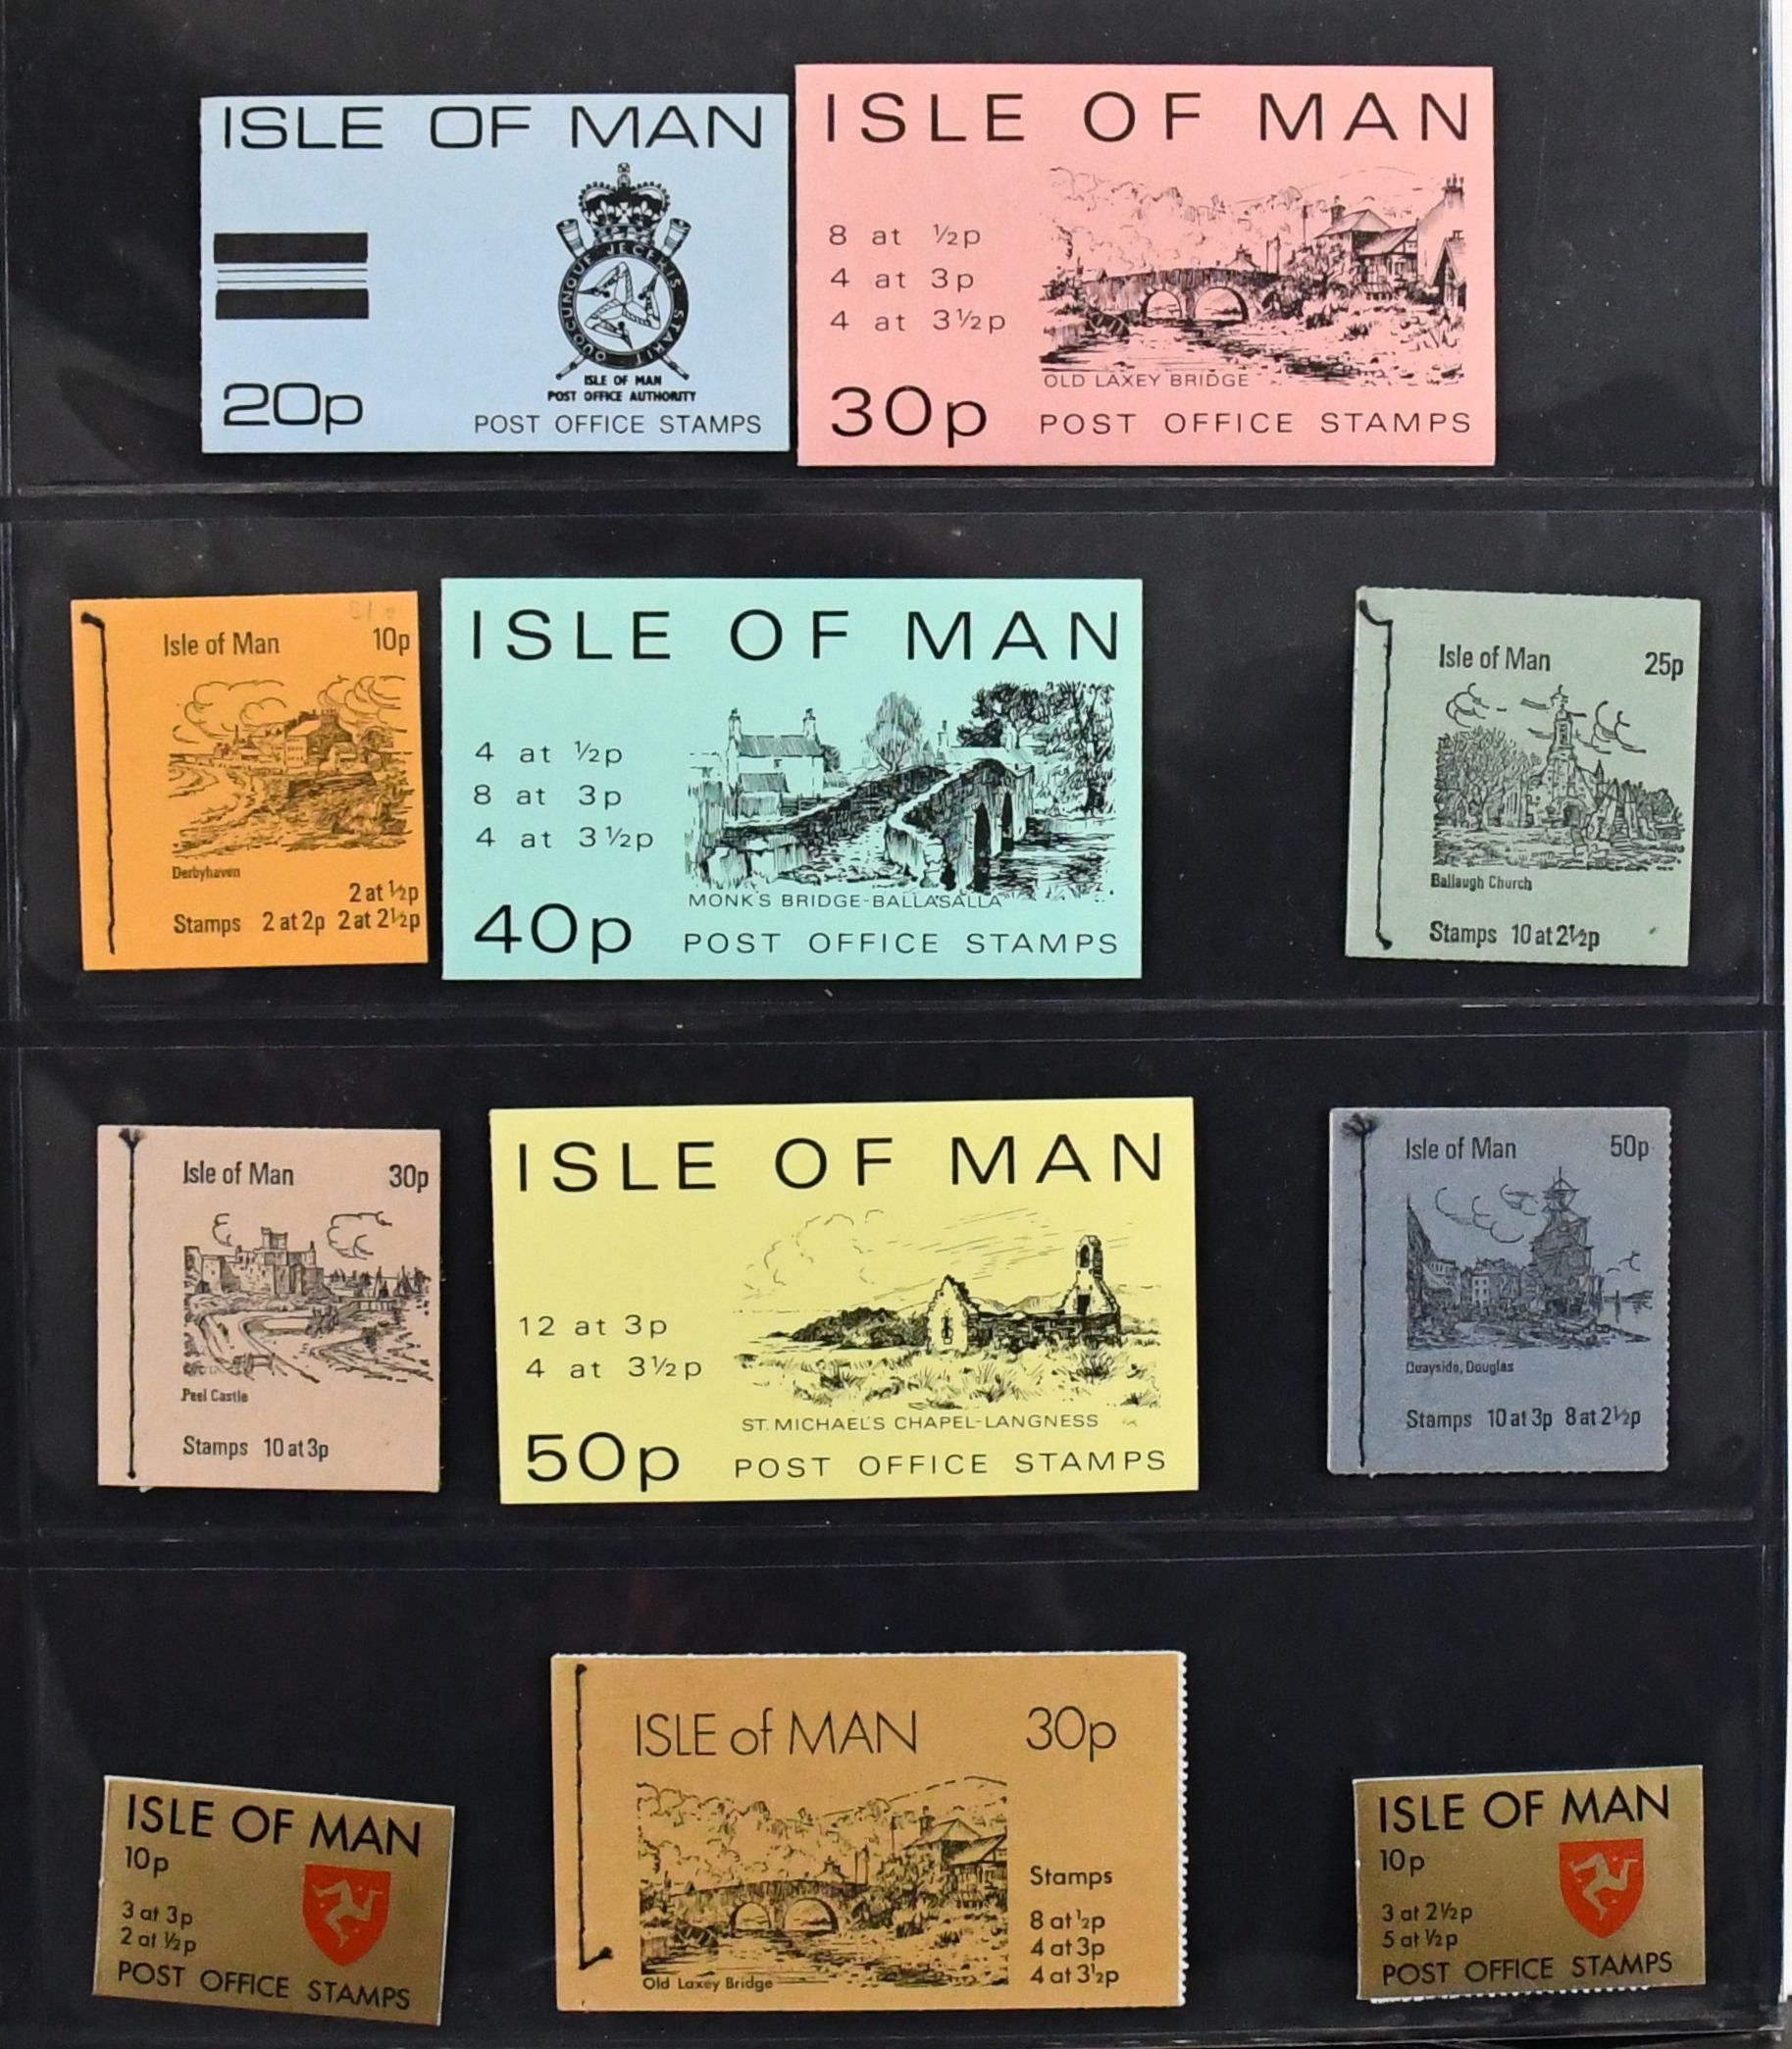 ISLE OF MAN
QUOCUNQUE JECERIS STABIT
ISLE OF MAN
POST OFFICE AUTHORITY
20p
POST OFFICE STAMPS
ISLE OF MAN
8 at ½p
4 at 3p
4 at 3½p
OLD LAXEY BRIDGE
30p
POST OFFICE STAMPS
Isle of Man 10p
Derbyhaven
2 at ½p
Stamps 2 at 2p 2 at 2½p
ISLE OF MAN
4 at ½p
8 at 3p
4 at 3½p
MONK'S BRIDGE-BALLASALLA
40p
POST OFFICE STAMPS
Isle of Man 25p
Ballaugh Church
Stamps 10 at 2½p
Isle of Man 30p
Peel Castle
Stamps 10 at 3p
ISLE OF MAN
12 at 3p
4 at 3½p
ST. MICHAEL'S CHAPEL-LANGNESS
50p
POST OFFICE STAMPS
Isle of Man 50p
Quayside, Douglas
Stamps 10 at 3p 8 at 2½p
ISLE OF MAN
10p
3 at 3p
2 at ½p
POST OFFICE STAMPS
ISLE of MAN 30p
Stamps
8 at ½p
4 at 3p
4 at 3½p
Old Laxey Bridge
ISLE OF MAN
10p
3 at 2½p
5 at ½p
POST OFFICE STAMPS